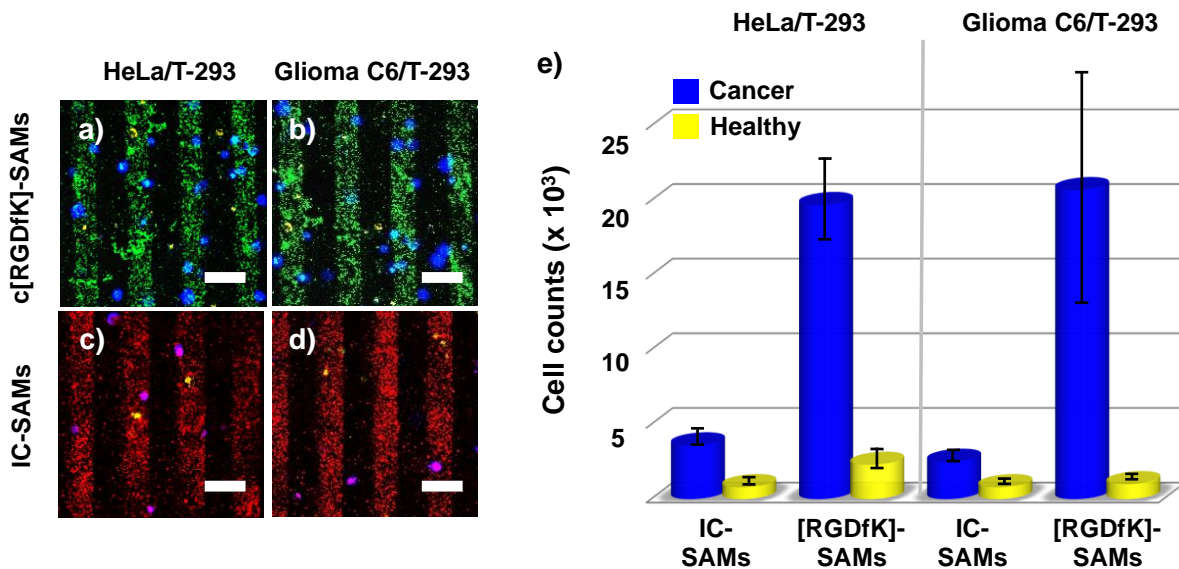 HeLa/T-293
Glioma C6/T-293
c[RGDfK]-SAMs
IC-SAMs
a)
b)
c)
d)
e)
HeLa/T-293
Glioma C6/T-293
Cancer
Healthy
Cell counts (x 10³)
25
20
15
10
5
IC-
SAMs
[RGDfK]-
SAMs
IC-
SAMs
[RGDfK]-
SAMs